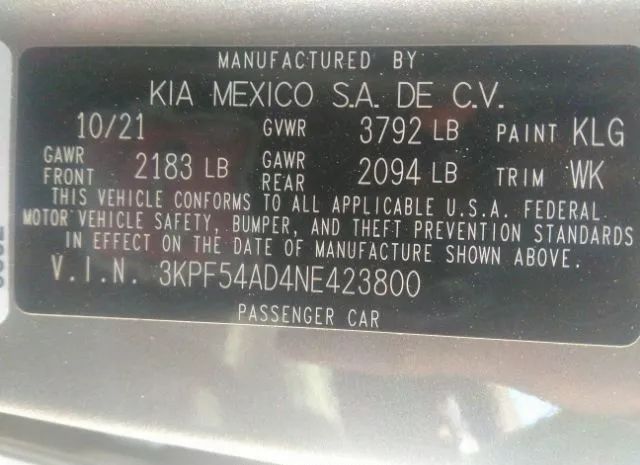 MANUFACTURED BY
KIA MEXICO S.A. DE C.V.
10/21 GVWR 3792 LB PAINT KLG
GAWR FRONT 2183 LB GAWR REAR 2094 LB TRIM WK
THIS VEHICLE CONFORMS TO ALL APPLICABLE U.S.A. FEDERAL
MOTOR VEHICLE SAFETY, BUMPER, AND THEFT PREVENTION STANDARDS
IN EFFECT ON THE DATE OF MANUFACTURE SHOWN ABOVE.
V.I.N. 3KPF54AD4NE423800
PASSENGER CAR